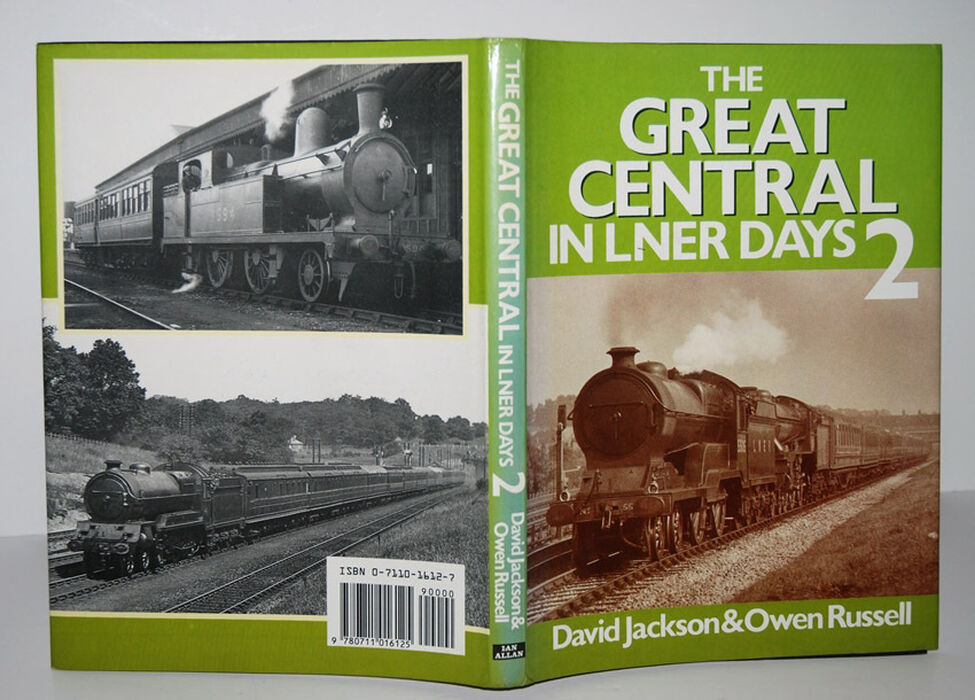 THE
GREAT
CENTRAL
IN LNER DAYS 2
David Jackson & Owen Russell
THE GREAT CENTRAL IN LNER DAYS 2
David Jackson &
Owen Russell
IAN
ALLAN
ISBN 0-7110-1612-7
90000
9 780711 016125